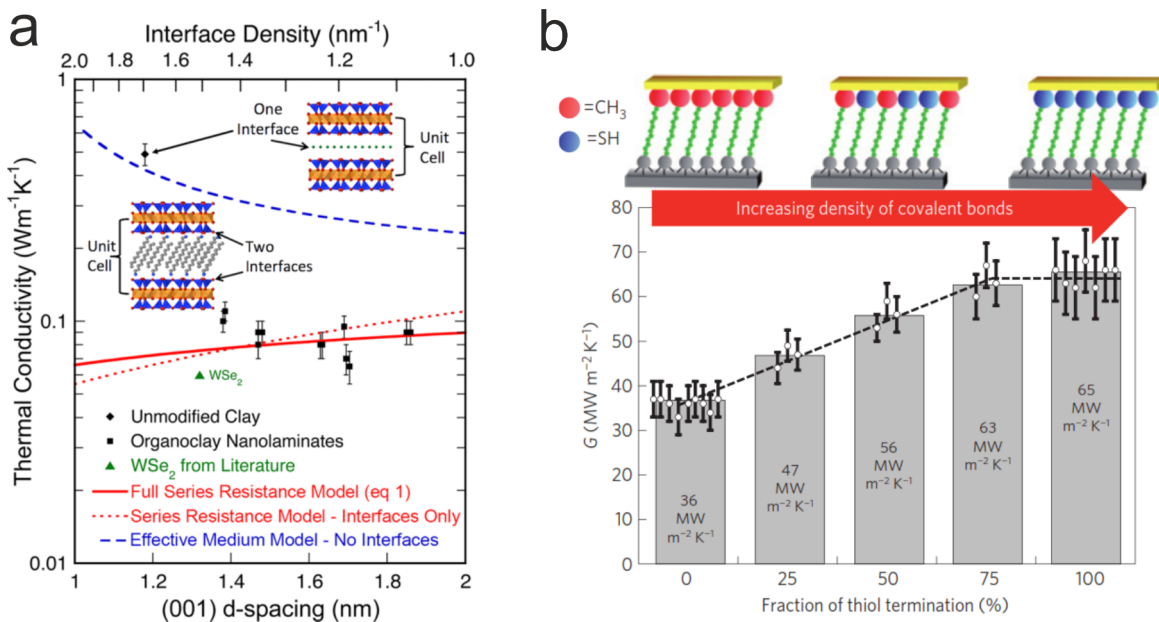 a
Interface Density (nm⁻¹)
2.0 1.8 1.6 1.4 1.2 1.0
1
0.1
0.01
Thermal Conductivity (Wm⁻¹K⁻¹)
One
Interface
Unit
Cell
Unit
Cell
Two
Interfaces
WSe₂
Unmodified Clay
Organoclay Nanolaminates
WSe₂ from Literature
Full Series Resistance Model (eq 1)
Series Resistance Model - Interfaces Only
Effective Medium Model - No Interfaces
1 1.2 1.4 1.6 1.8 2
(001) d-spacing (nm)
b
=CH₃
=SH
Increasing density of covalent bonds
80
70
60
50
40
30
20
10
0
G (MW m⁻² K⁻¹)
36
MW
m⁻² K⁻¹
47
MW
m⁻² K⁻¹
56
MW
m⁻² K⁻¹
63
MW
m⁻² K⁻¹
65
MW
m⁻² K⁻¹
0 25 50 75 100
Fraction of thiol termination (%)